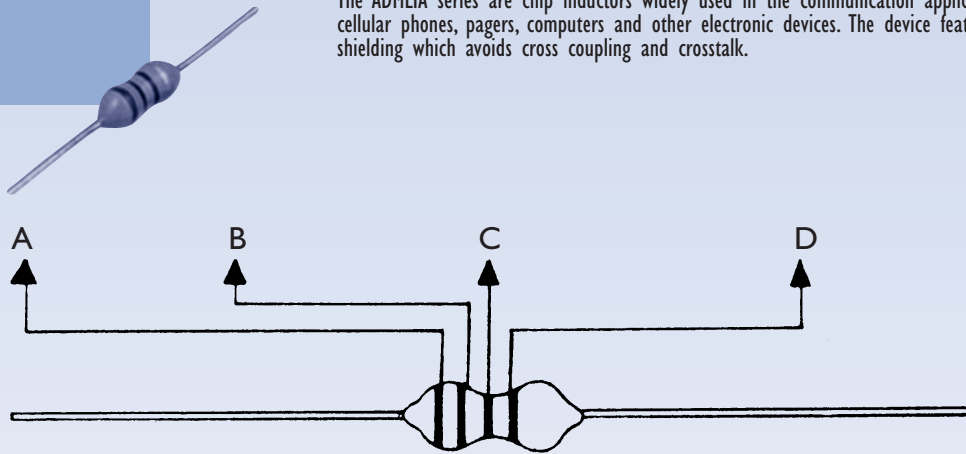 The ADMEIA series are chip inductors widely used in the communication applic
cellular phones, pagers, computers and other electronic devices. The device feat
shielding which avoids cross coupling and crosstalk.
A B C D